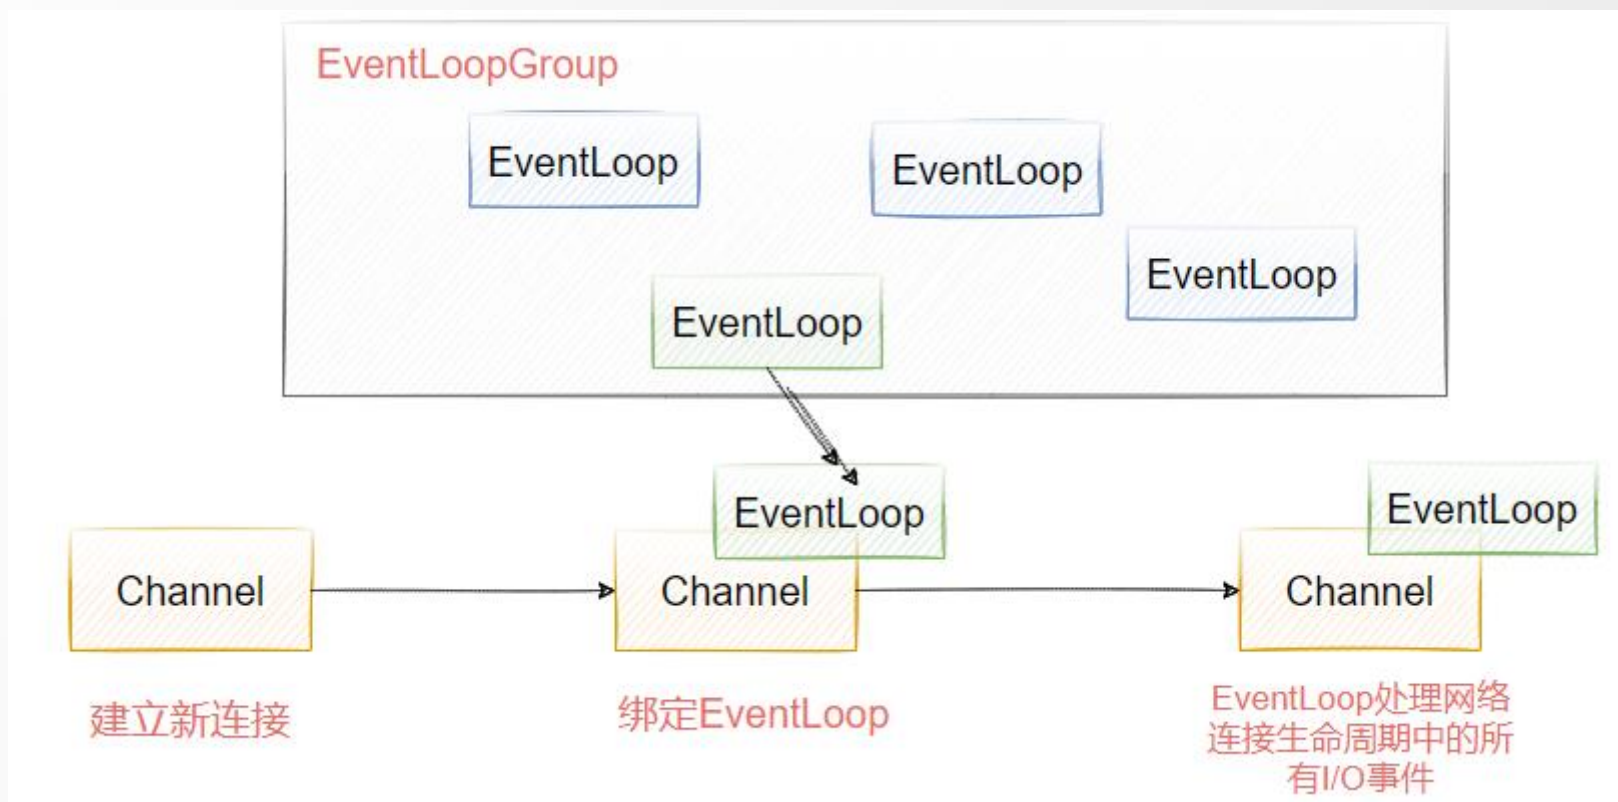 EventLoopGroup
EventLoop
EventLoop
EventLoop
EventLoop
EventLoop
EventLoop
Channel
Channel
Channel
建立新连接
绑定EventLoop
EventLoop处理网络
连接生命周期中的所
有I/O事件